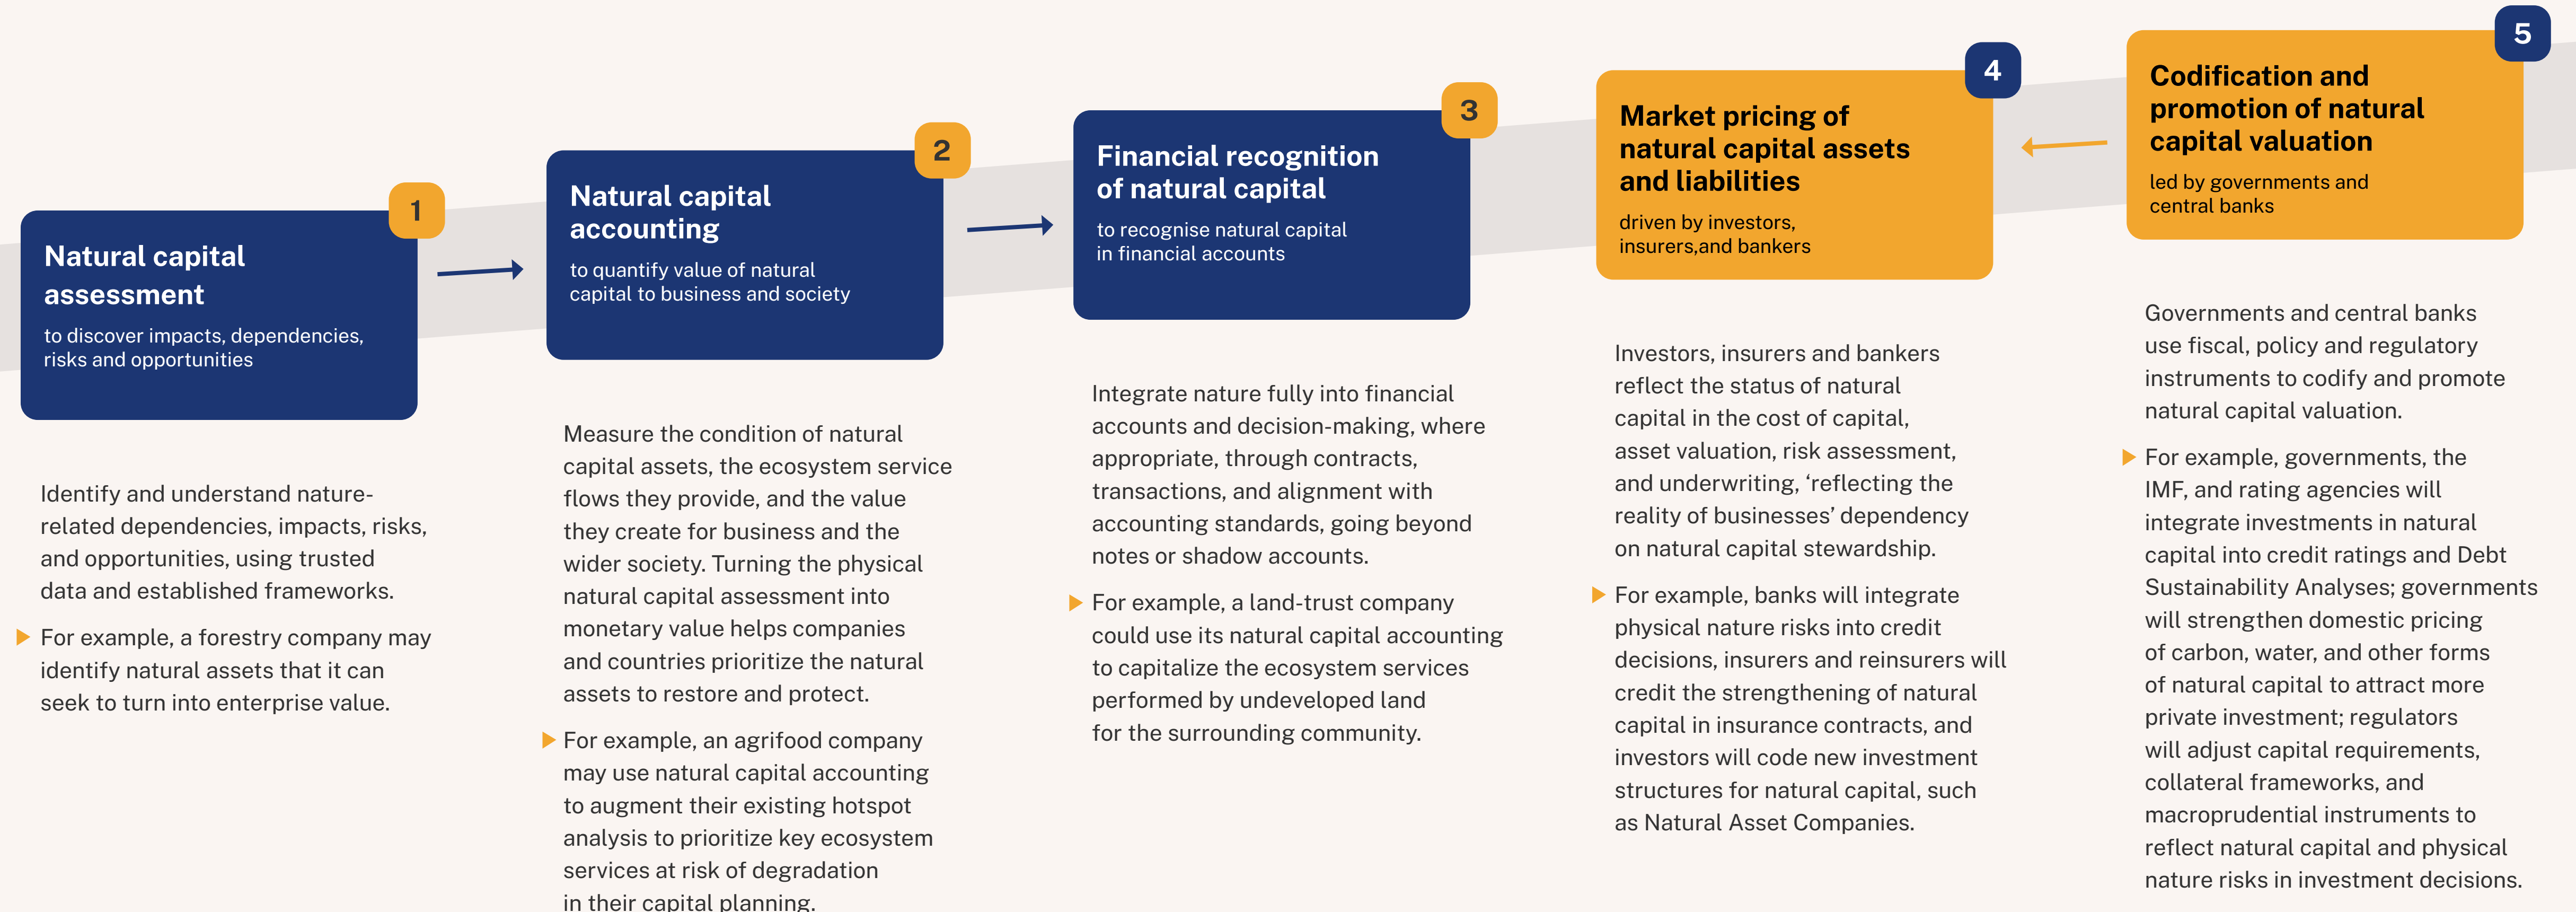 1
Natural capital
assessment
to discover impacts, dependencies,
risks and opportunities
Identify and understand nature-
related dependencies, impacts, risks,
and opportunities, using trusted
data and established frameworks.
For example, a forestry company may
identify natural assets that it can
seek to turn into enterprise value.
2
Natural capital
accounting
to quantify value of natural
capital to business and society
Measure the condition of natural
capital assets, the ecosystem service
flows they provide, and the value
they create for business and the
wider society. Turning the physical
natural capital assessment into
monetary value helps companies
and countries prioritize the natural
assets to restore and protect.
For example, an agrifood company
may use natural capital accounting
to augment their existing hotspot
analysis to prioritize key ecosystem
services at risk of degradation
in their capital planning.
3
Financial recognition
of natural capital
to recognise natural capital
in financial accounts
Integrate nature fully into financial
accounts and decision-making, where
appropriate, through contracts,
transactions, and alignment with
accounting standards, going beyond
notes or shadow accounts.
For example, a land-trust company
could use its natural capital accounting
to capitalize the ecosystem services
performed by undeveloped land
for the surrounding community.
4
Market pricing of
natural capital assets
and liabilities
driven by investors,
insurers,and bankers
Investors, insurers and bankers
reflect the status of natural
capital in the cost of capital,
asset valuation, risk assessment,
and underwriting, ‘reflecting the
reality of businesses’ dependency
on natural capital stewardship.
For example, banks will integrate
physical nature risks into credit
decisions, insurers and reinsurers will
credit the strengthening of natural
capital in insurance contracts, and
investors will code new investment
structures for natural capital, such
as Natural Asset Companies.
5
Codification and
promotion of natural
capital valuation
led by governments and
central banks
Governments and central banks
use fiscal, policy and regulatory
instruments to codify and promote
natural capital valuation.
For example, governments, the
IMF, and rating agencies will
integrate investments in natural
capital into credit ratings and Debt
Sustainability Analyses; governments
will strengthen domestic pricing
of carbon, water, and other forms
of natural capital to attract more
private investment; regulators
will adjust capital requirements,
collateral frameworks, and
macroprudential instruments to
reflect natural capital and physical
nature risks in investment decisions.